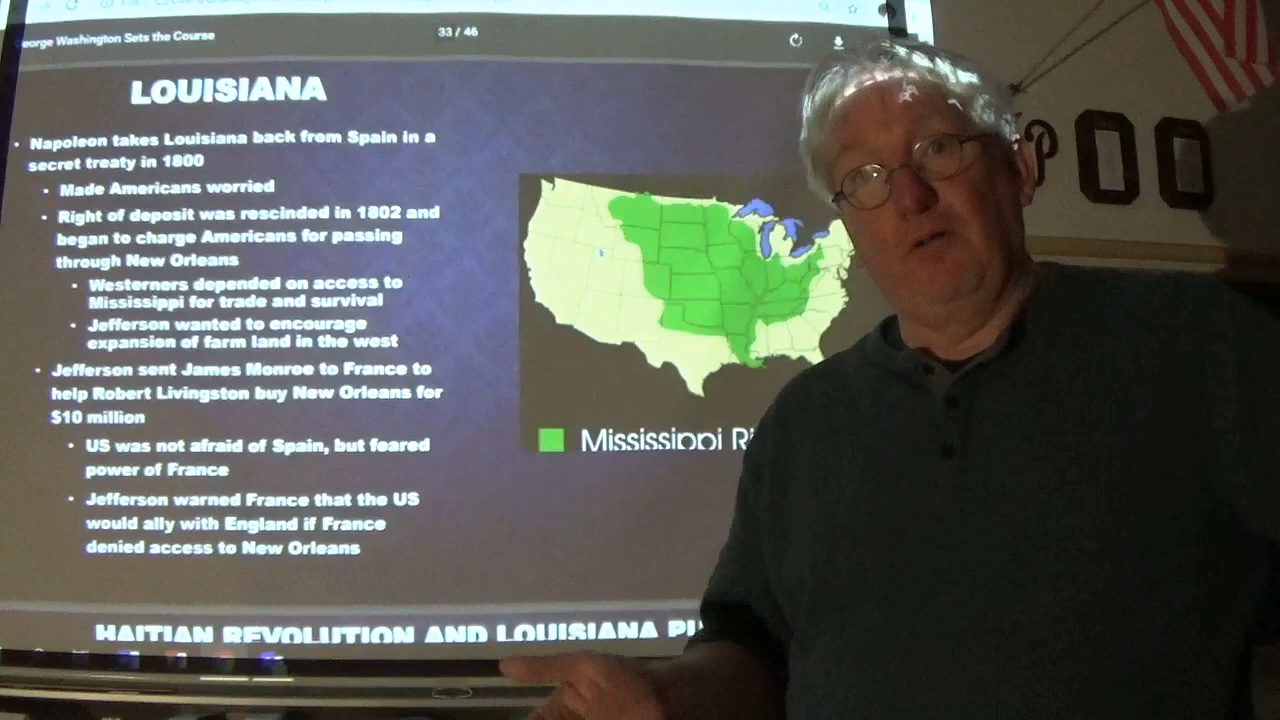 eorge Washington Sets the Course
33 / 46
LOUISIANA
• Napoleon takes Louisiana back from Spain in a
secret treaty in 1800
• Made Americans worried
• Right of deposit was rescinded in 1802 and
began to charge Americans for passing
through New Orleans
• Westerners depended on access to
Mississippi for trade and survival
• Jefferson wanted to encourage
expansion of farm land in the west
• Jefferson sent James Monroe to France to
help Robert Livingston buy New Orleans for
$10 million
• US was not afraid of Spain, but feared
power of France
• Jefferson warned France that the US
would ally with England if France
denied access to New Orleans
Mississippi Ri
HAITIAN REVOLUTION AND LOUISIANA PU
POO